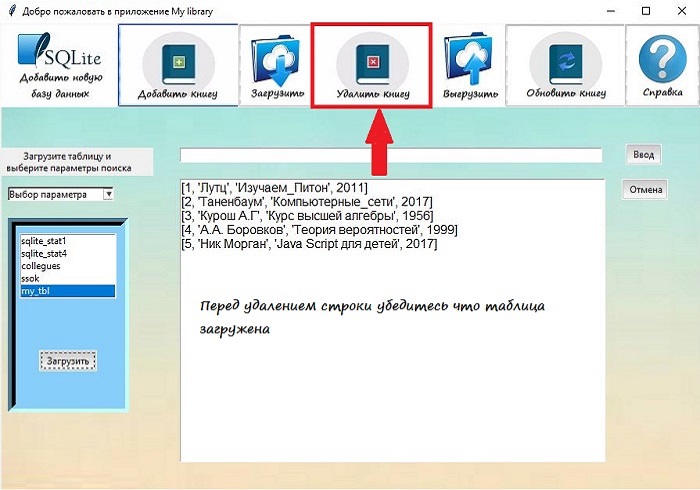 Добро пожаловать в приложение My library
SQLite
Добавить новую
базу данных
Добавить книгу
Загрузить
Удалить книгу
Выгрузить
Обновить книгу
Справка
Загрузите таблицу и
выберите параметры поиска
Ввод
Выбор параметра
Отмена
[1, 'Лутц', 'Изучаем_Питон', 2011]
[2, 'Таненбаум', 'Компьютерные_сети', 2017]
[3, 'Курош А.Г', 'Курс высшей алгебры', 1956]
[4, 'А.А. Боровков', 'Теория вероятностей', 1999]
[5, 'Ник Морган', 'Java Script для детей', 2017]
sqlite_stat1
sqlite_stat4
collegues
ssok
my_tbl
Загрузить
Перед удалением строки убедитесь что таблица
загружена